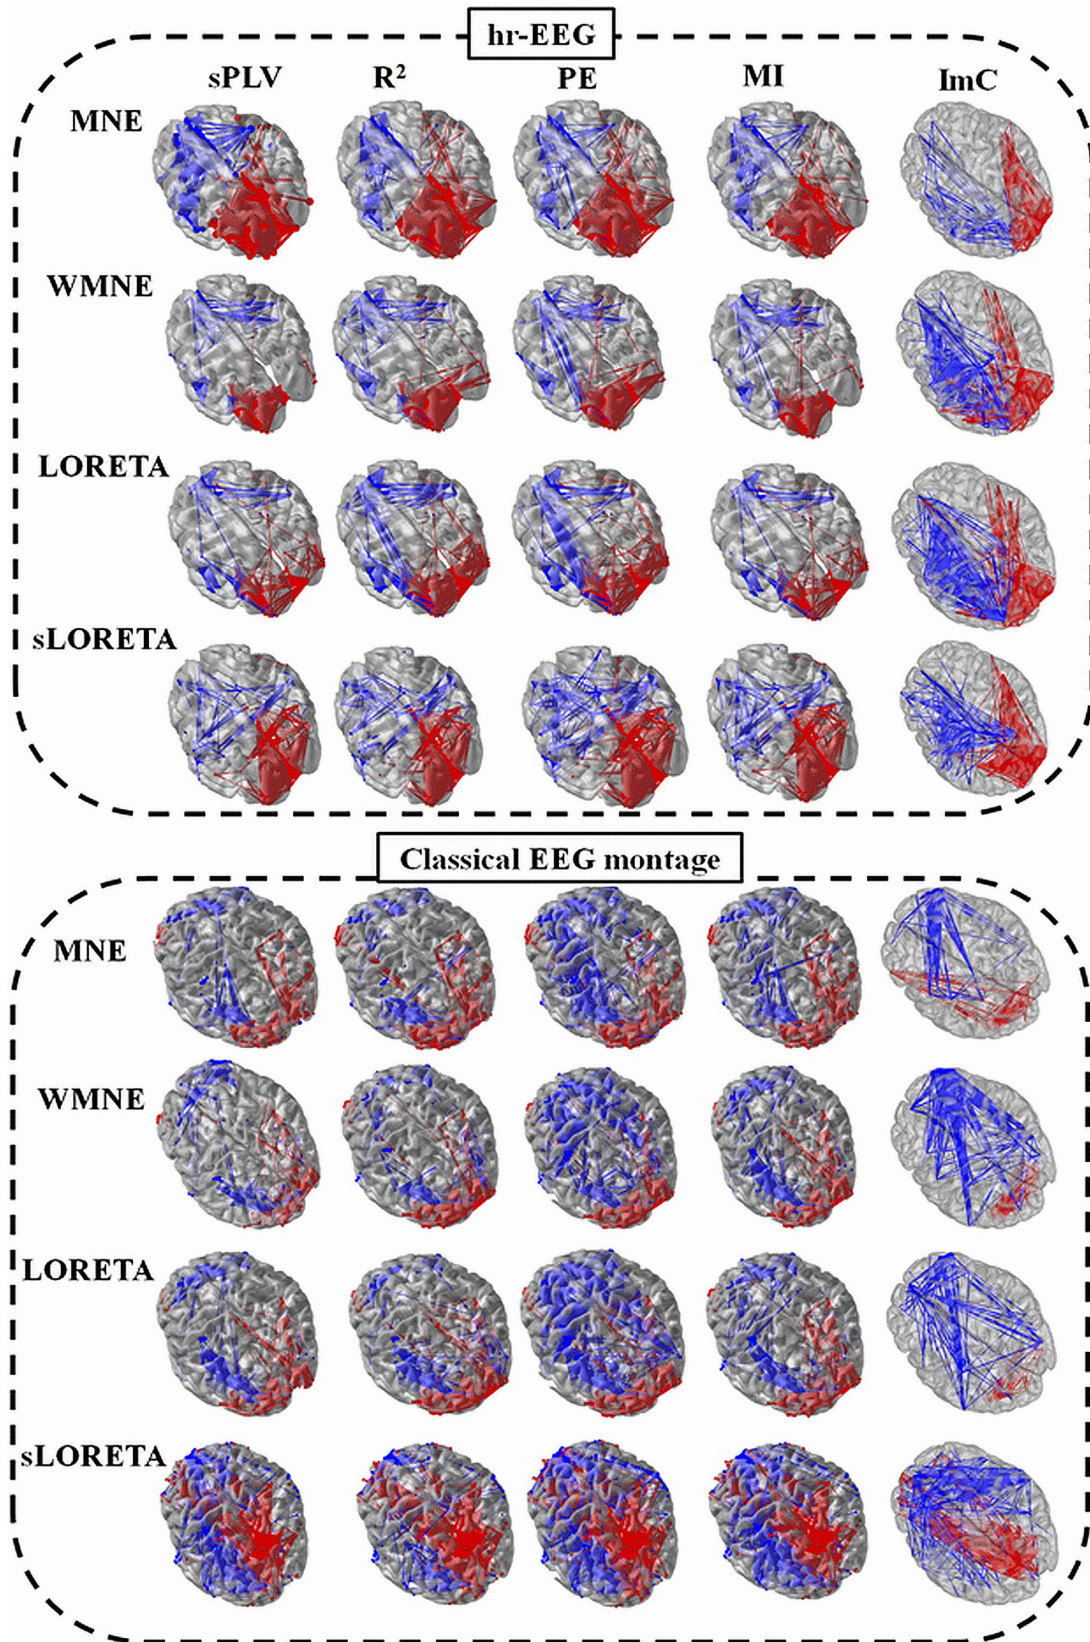 hr-EEG
sPLV R² PE MI ImC
MNE
WMNE
LORETA
sLORETA
Classical EEG montage
MNE
WMNE
LORETA
sLORETA